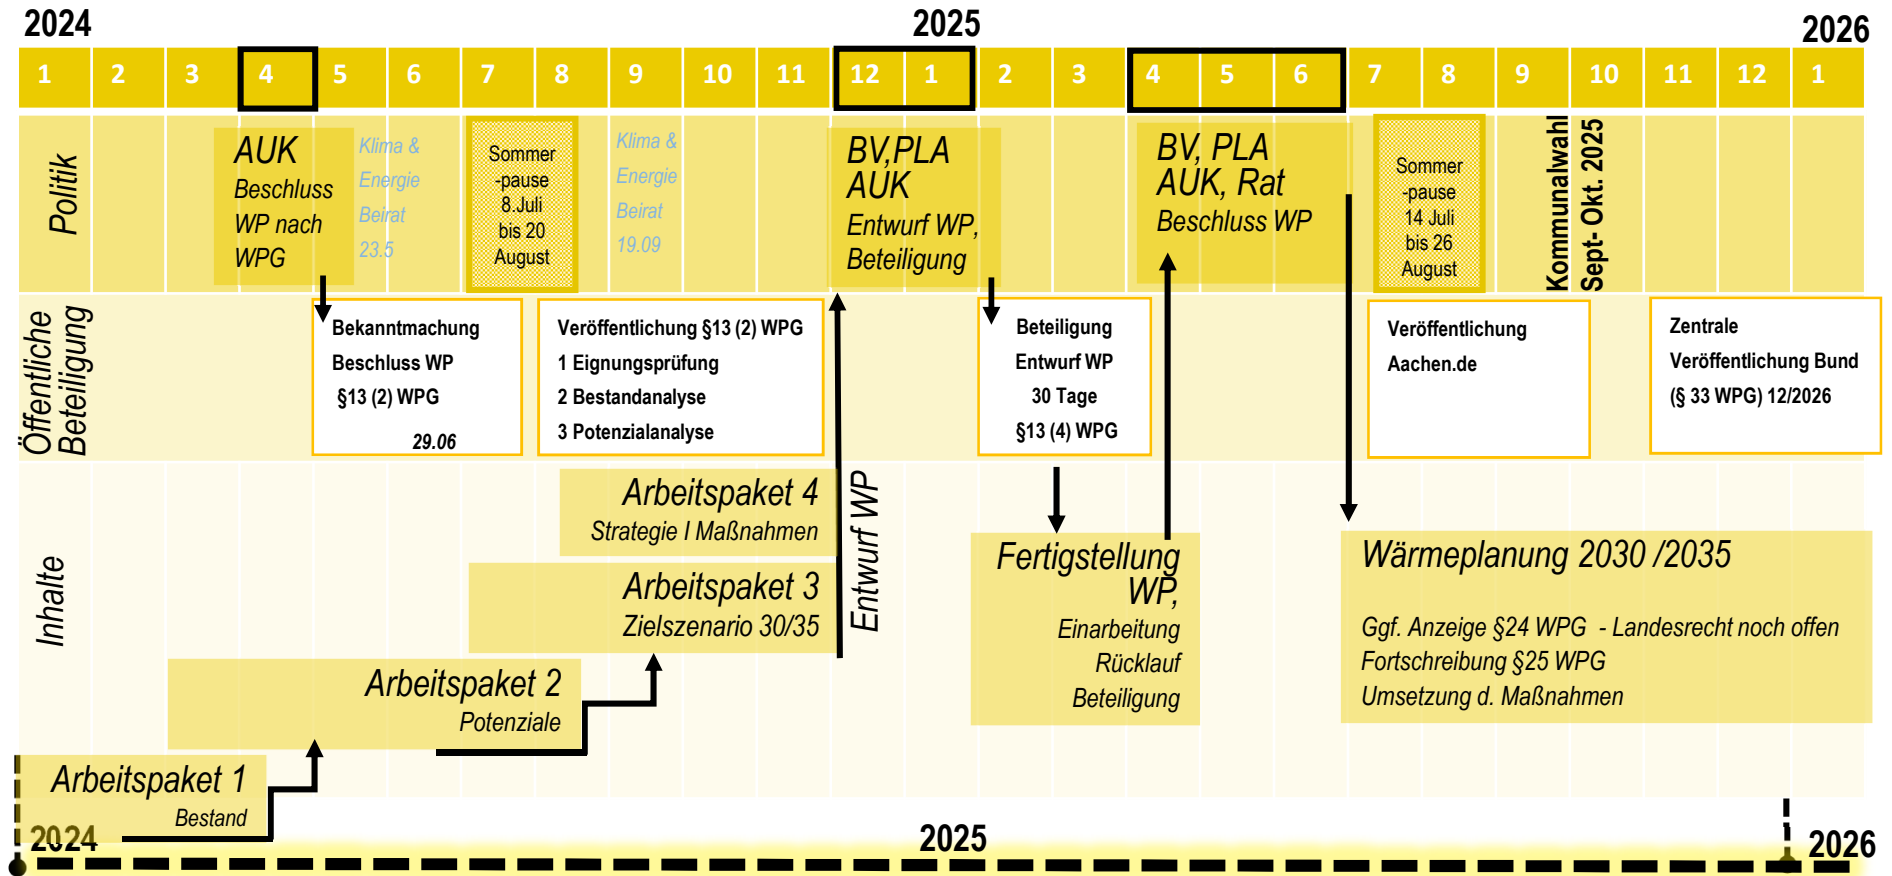 2024
2025
2026
1 2 3 4 5 6 7 8 9 10 11 12 1 2 3 4 5 6 7 8 9 10 11 12 1
Politik
AUK
Beschluss
WP nach
WPG
Klima &
Energie
Beirat
23.5
Sommer
-pause
8.Juli
bis 20
August
Klima &
Energie
Beirat
19.09
BV,PLA
AUK
Entwurf WP,
Beteiligung
BV, PLA
AUK, Rat
Beschluss WP
Sommer
-pause
14 Juli
bis 26
August
Kommunalwahl
Sept- Okt. 2025
Öffentliche
Beteiligung
Bekanntmachung
Beschluss WP
§13 (2) WPG
29.06
Veröffentlichung §13 (2) WPG
1 Eignungsprüfung
2 Bestandanalyse
3 Potenzialanalyse
Beteiligung
Entwurf WP
30 Tage
§13 (4) WPG
Veröffentlichung
Aachen.de
Zentrale
Veröffentlichung Bund
(§ 33 WPG) 12/2026
Inhalte
Arbeitspaket 4
Strategie I Maßnahmen
Arbeitspaket 3
Zielszenario 30/35
Arbeitspaket 2
Potenziale
Arbeitspaket 1
Bestand
Entwurf WP
Fertigstellung
WP,
Einarbeitung
Rücklauf
Beteiligung
Wärmeplanung 2030 /2035
Ggf. Anzeige §24 WPG - Landesrecht noch offen
Fortschreibung §25 WPG
Umsetzung d. Maßnahmen
2024
2025
2026